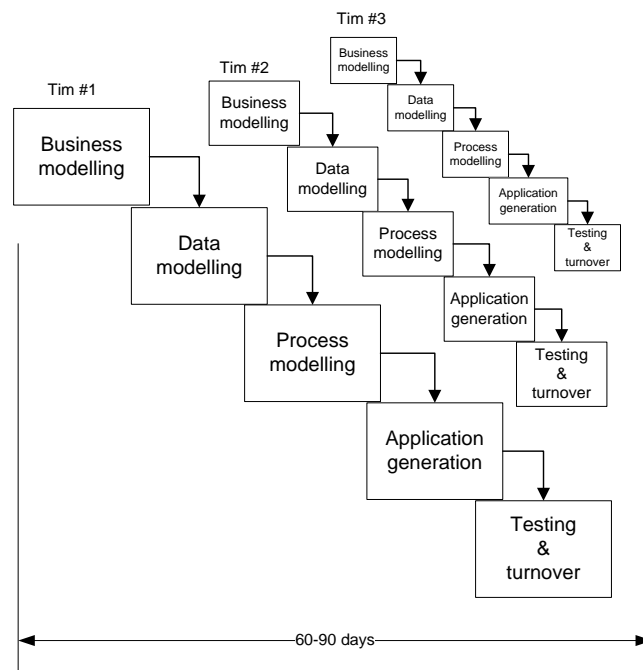 Tim #1
Business
modelling
Data
modelling
Process
modelling
Application
generation
Testing
&
turnover
Tim #2
Business
modelling
Data
modelling
Process
modelling
Application
generation
Testing
&
turnover
Tim #3
Business
modelling
Data
modelling
Process
modelling
Application
generation
Testing
&
turnover
60-90 days